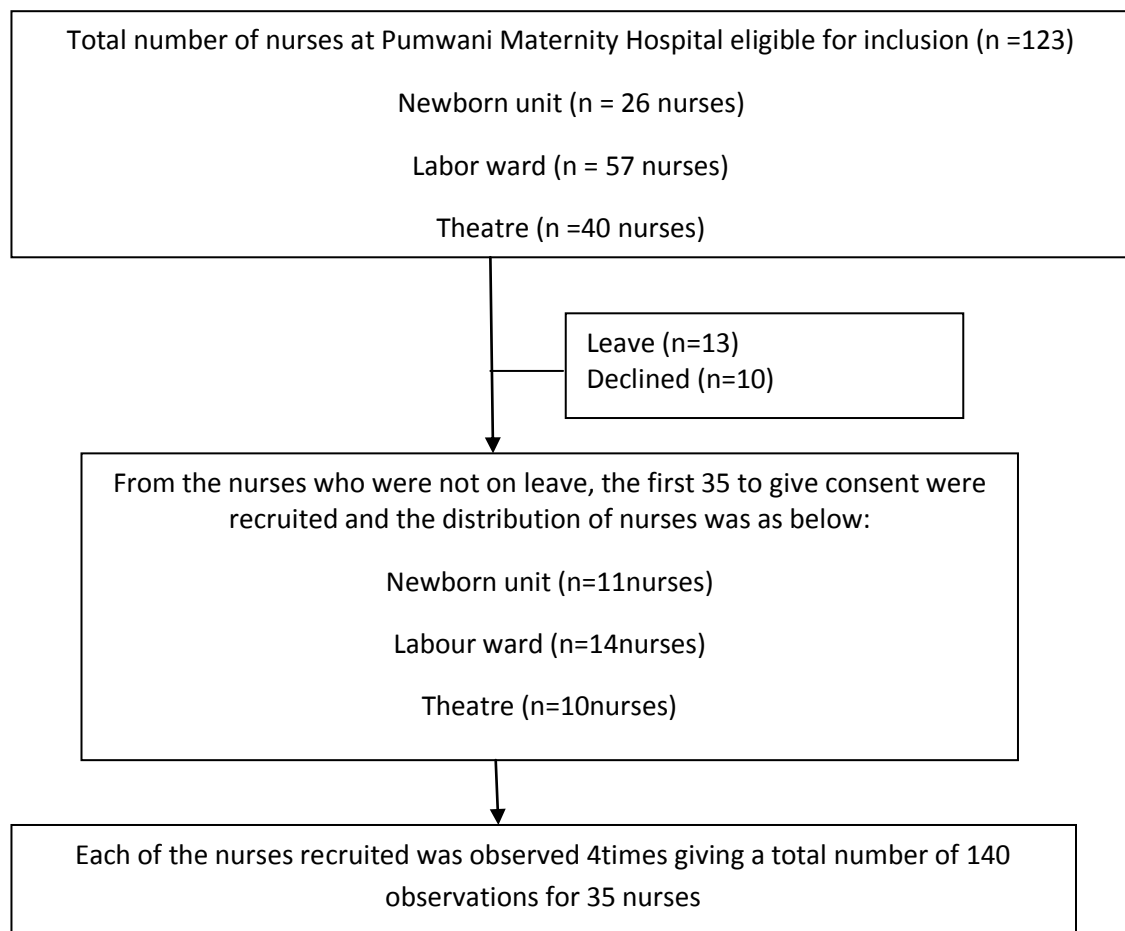 Total number of nurses at Pumwani Maternity Hospital eligible for inclusion (n =123)
Newborn unit (n = 26 nurses)
Labor ward (n = 57 nurses)
Theatre (n =40 nurses)
Leave (n=13)
Declined (n=10)
From the nurses who were not on leave, the first 35 to give consent were
recruited and the distribution of nurses was as below:
Newborn unit (n=11nurses)
Labour ward (n=14nurses)
Theatre (n=10nurses)
Each of the nurses recruited was observed 4times giving a total number of 140
observations for 35 nurses